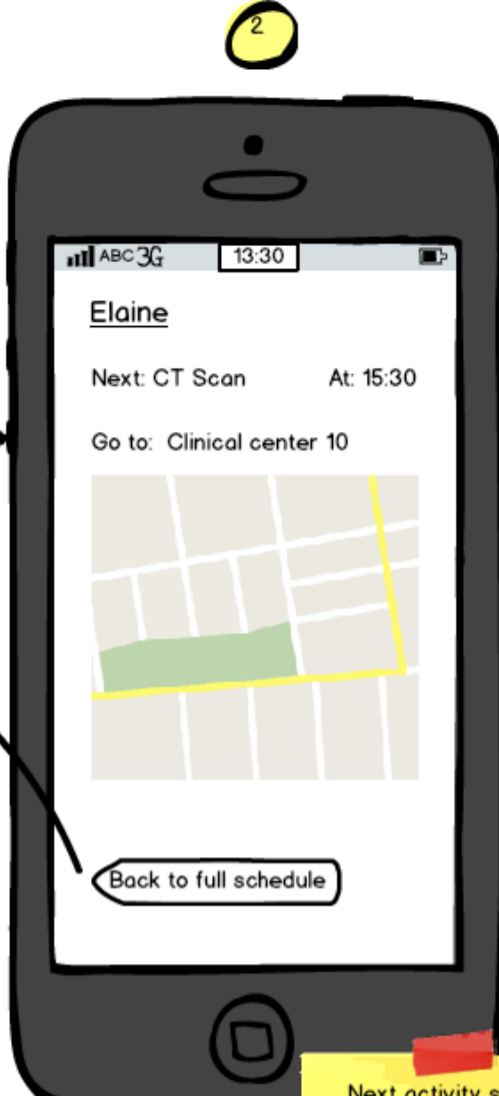 2
ABC 3G 13:30
Elaine
Next: CT Scan At: 15:30
Go to: Clinical center 10
Back to full schedule
Next activity s